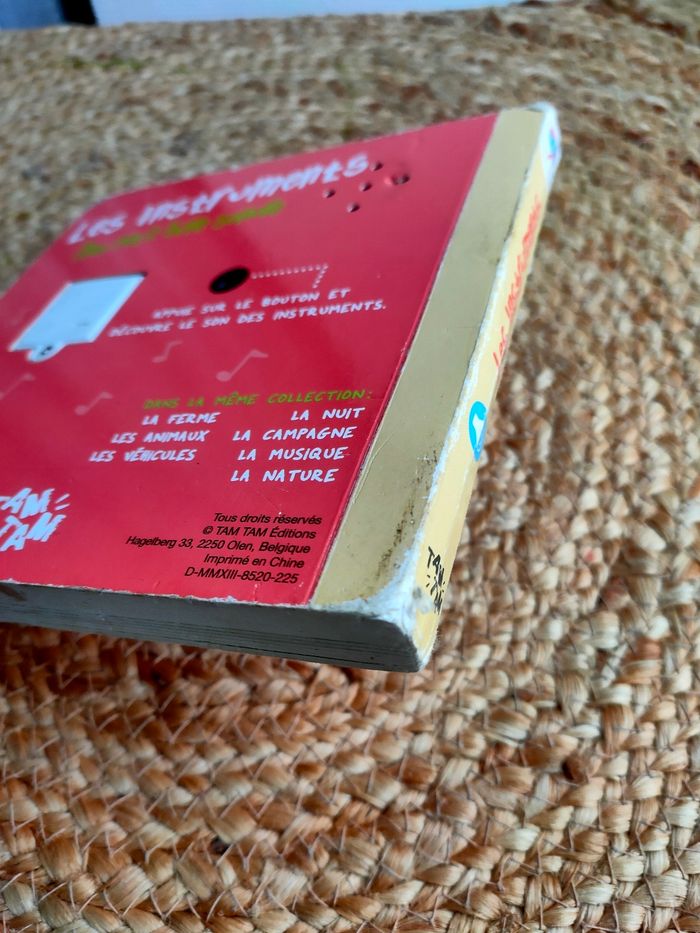 Les instruments
APPUIE SUR LE BOUTON ET
DÉCOUVRE LE SON DES INSTRUMENTS.
DANS LA MÊME COLLECTION:
LA FERME LA NUIT
LES ANIMAUX LA CAMPAGNE
LES VÉHICULES LA MUSIQUE
LA NATURE
TAM
TAM
Tous droits réservés
© TAM TAM Éditions
Hagelberg 33, 2250 Olen, Belgique
Imprimé en Chine
D-MMXIII-8520-225
Les instruments
TAM
TAM